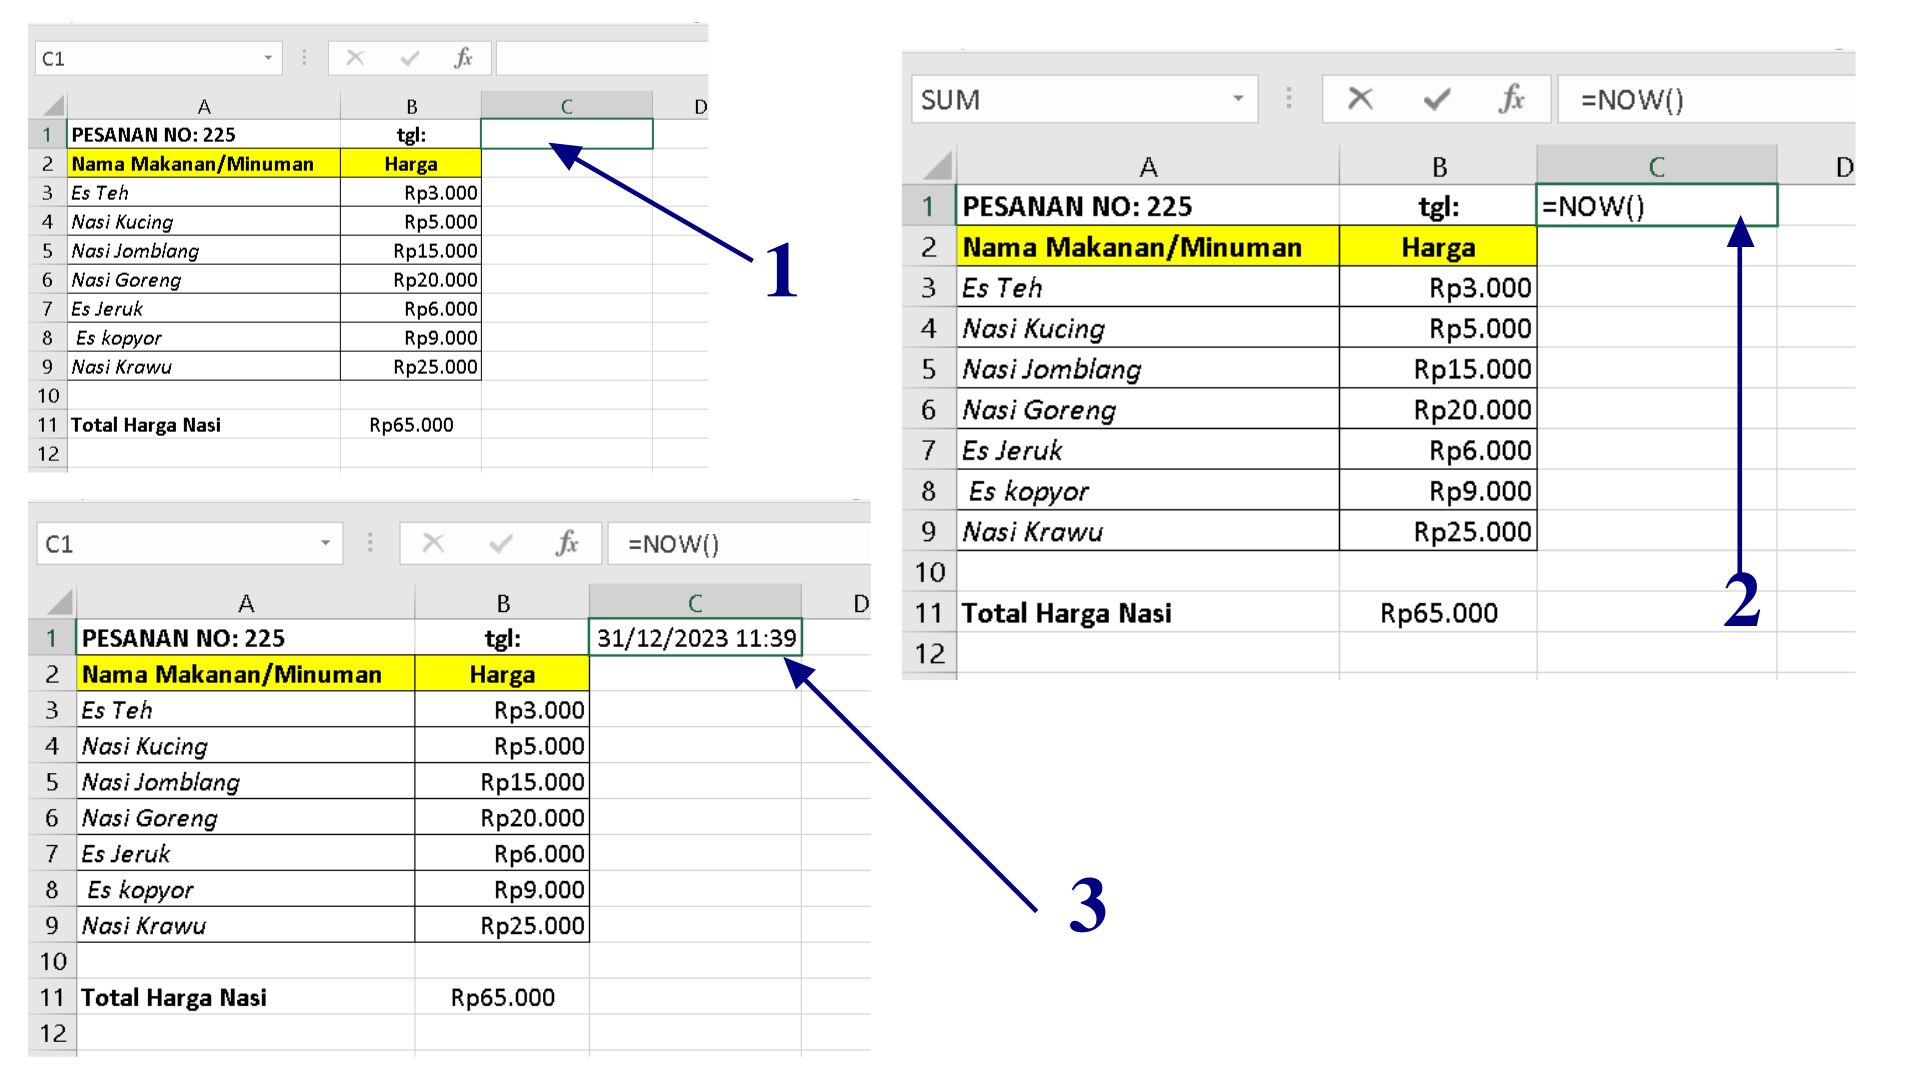 C1 fx
A B C D
1 PESANAN NO: 225 tgl:
2 Nama Makanan/Minuman Harga
3 Es Teh Rp3.000
4 Nasi Kucing Rp5.000
5 Nasi Jomblang Rp15.000
6 Nasi Goreng Rp20.000
7 Es Jeruk Rp6.000
8 Es kopyor Rp9.000
9 Nasi Krawu Rp25.000
10
11 Total Harga Nasi Rp65.000
12
1
SUM fx =NOW()
A B C D
1 PESANAN NO: 225 tgl: =NOW()
2 Nama Makanan/Minuman Harga
3 Es Teh Rp3.000
4 Nasi Kucing Rp5.000
5 Nasi Jomblang Rp15.000
6 Nasi Goreng Rp20.000
7 Es Jeruk Rp6.000
8 Es kopyor Rp9.000
9 Nasi Krawu Rp25.000
10
11 Total Harga Nasi Rp65.000
12
2
C1 fx =NOW()
A B C D
1 PESANAN NO: 225 tgl: 31/12/2023 11:39
2 Nama Makanan/Minuman Harga
3 Es Teh Rp3.000
4 Nasi Kucing Rp5.000
5 Nasi Jomblang Rp15.000
6 Nasi Goreng Rp20.000
7 Es Jeruk Rp6.000
8 Es kopyor Rp9.000
9 Nasi Krawu Rp25.000
10
11 Total Harga Nasi Rp65.000
12
3